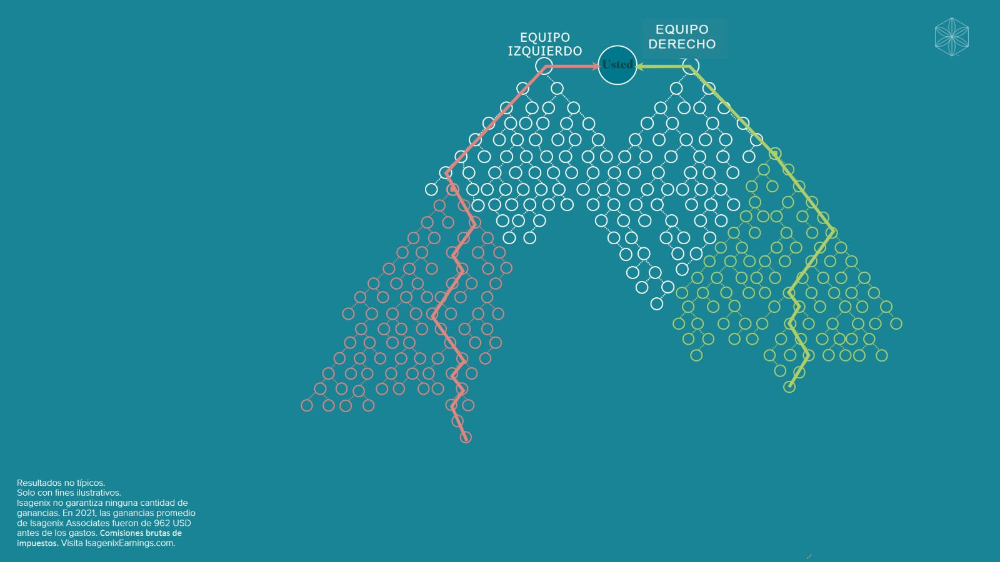 EQUIPO
IZQUIERDO
Usted
EQUIPO
DERECHO
Resultados no típicos.
Solo con fines ilustrativos.
Isagenix no garantiza ninguna cantidad de
ganancias. En 2021, las ganancias promedio
de Isagenix Associates fueron de 962 USD
antes de los gastos. Comisiones brutas de
impuestos. Visita IsagenixEarnings.com.